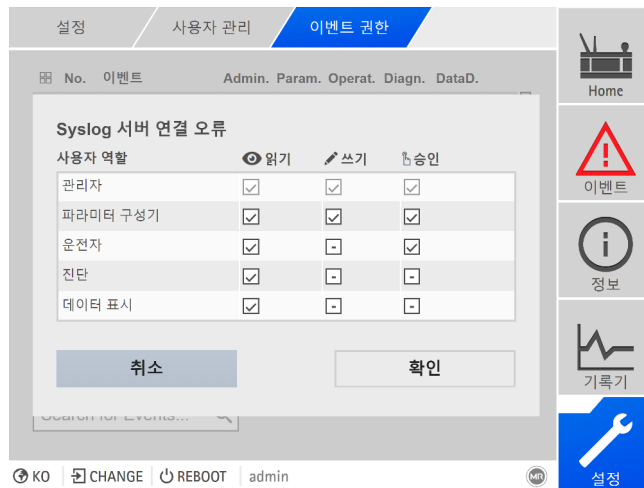 설정 사용자 관리 이벤트 권한
No. 이벤트 Admin. Param. Operat. Diagn. DataD.
Syslog 서버 연결 오류
사용자 역할 읽기 쓰기 승인
관리자
파라미터 구성기
운전자
진단
데이터 표시
취소 확인
Search for Events...
KO CHANGE REBOOT admin MR
Home
이벤트
정보
기록기
설정